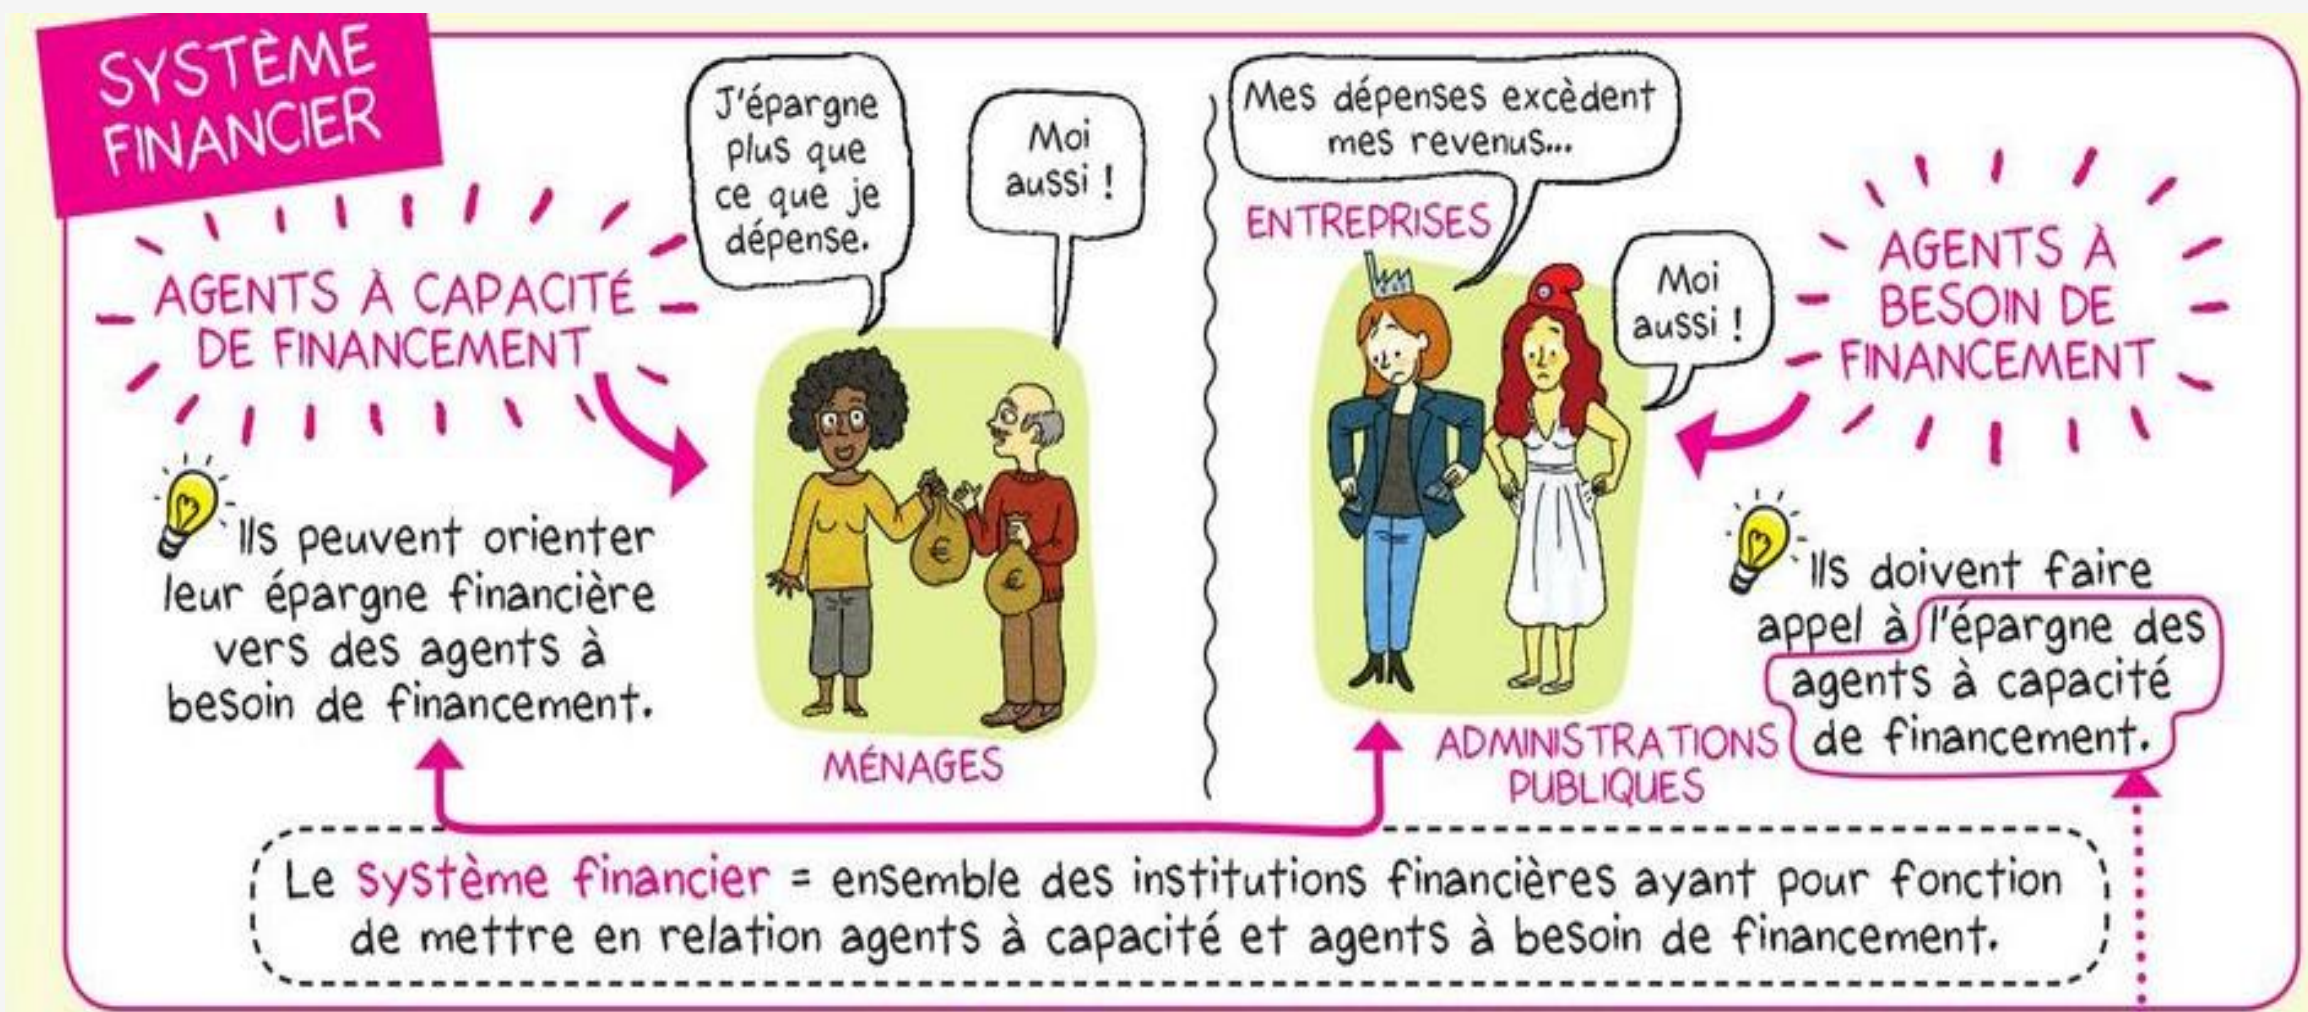 SYSTÈME
FINANCIER
AGENTS À CAPACITÉ
DE FINANCEMENT
J'épargne
plus que
ce que je
dépense.
Moi
aussi !
Ils peuvent orienter
leur épargne financière
vers des agents à
besoin de financement.
€
€
MÉNAGES
Mes dépenses excèdent
mes revenus...
ENTREPRISES
Moi
aussi !
AGENTS À
BESOIN DE
FINANCEMENT
Ils doivent faire
appel à l'épargne des
agents à capacité
de financement.
ADMINISTRATIONS
PUBLIQUES
Le système financier = ensemble des institutions financières ayant pour fonction
de mettre en relation agents à capacité et agents à besoin de financement.